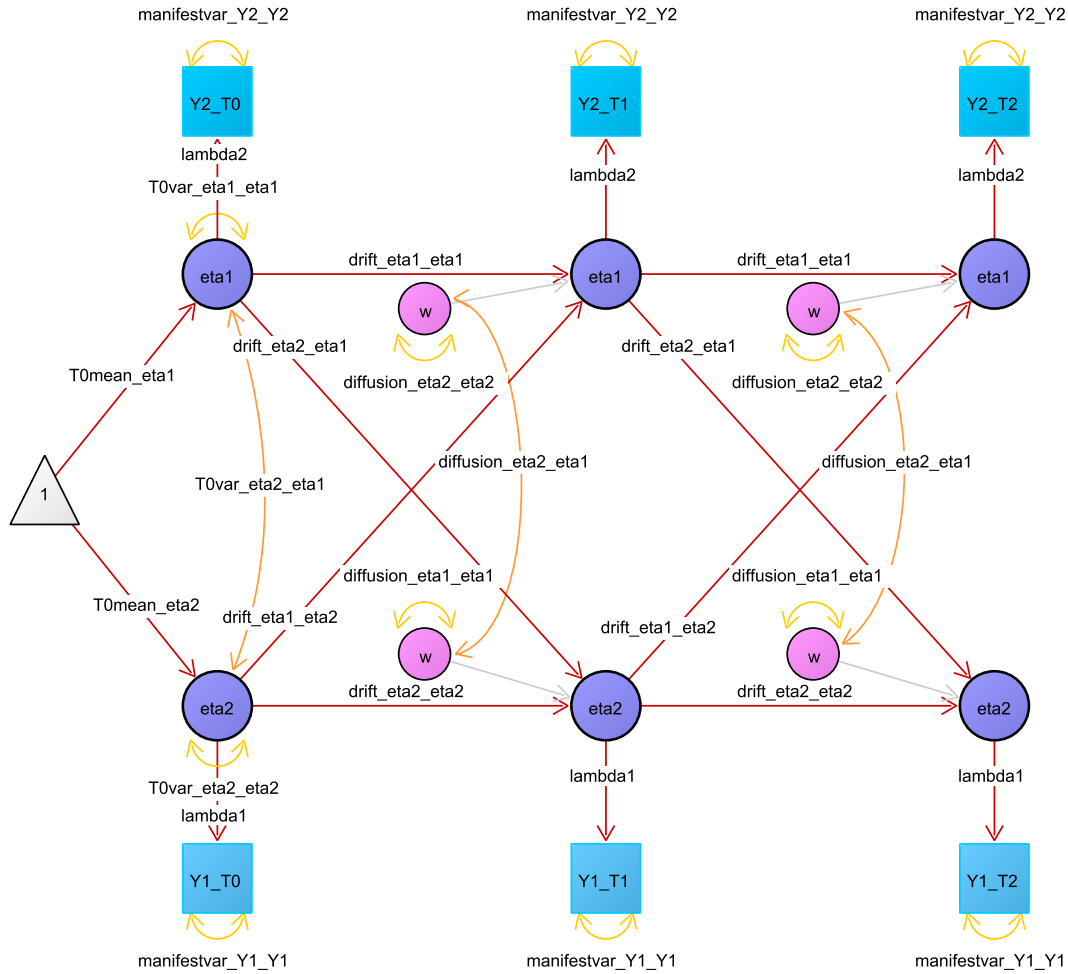 manifestvar_Y2_Y2
manifestvar_Y2_Y2
manifestvar_Y2_Y2
Y2_T0
Y2_T1
Y2_T2
lambda2
lambda2
lambda2
T0var_eta1_eta1
drift_eta1_eta1
drift_eta1_eta1
eta1
eta1
eta1
w
w
drift_eta2_eta1
drift_eta2_eta1
T0mean_eta1
diffusion_eta2_eta2
diffusion_eta2_eta2
diffusion_eta2_eta1
diffusion_eta2_eta1
T0var_eta2_eta1
1
diffusion_eta1_eta1
diffusion_eta1_eta1
T0mean_eta2
drift_eta1_eta2
drift_eta1_eta2
w
w
drift_eta2_eta2
drift_eta2_eta2
eta2
eta2
eta2
lambda1
lambda1
T0var_eta2_eta2
lambda1
Y1_T0
Y1_T1
Y1_T2
manifestvar_Y1_Y1
manifestvar_Y1_Y1
manifestvar_Y1_Y1